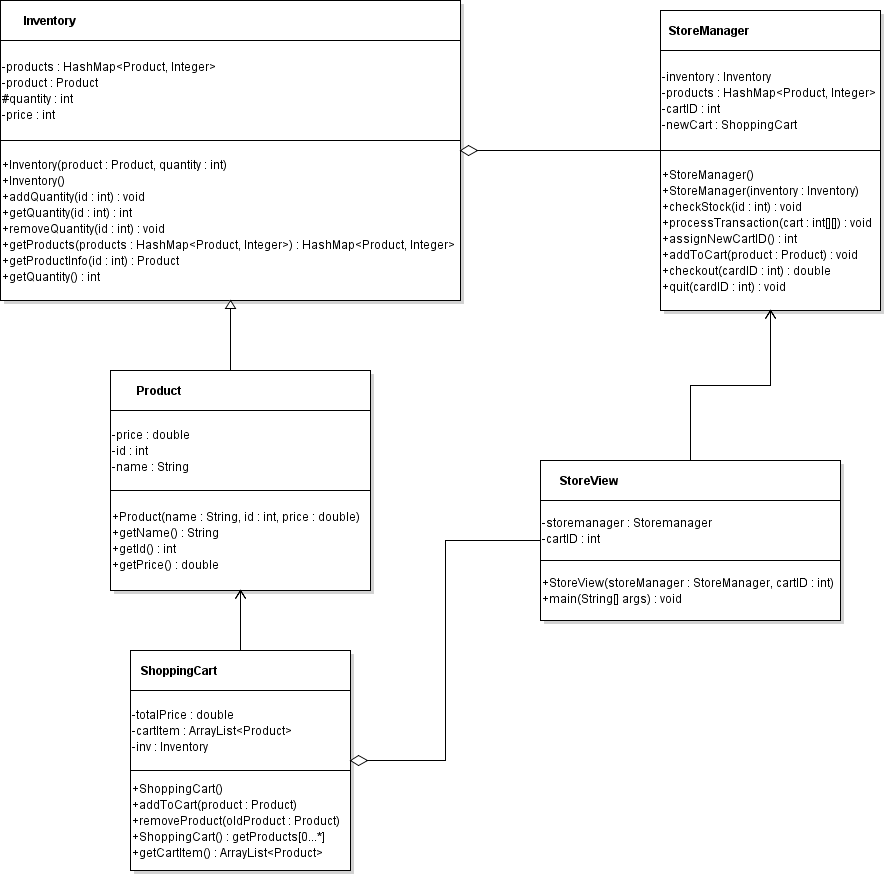 Inventory
-products : HashMap<Product, Integer>
-product : Product
#quantity : int
-price : int
+Inventory(product : Product, quantity : int)
+Inventory()
+addQuantity(id : int) : void
+getQuantity(id : int) : int
+removeQuantity(id : int) : void
+getProducts(products : HashMap<Product, Integer>) : HashMap<Product, Integer>
+getProductInfo(id : int) : Product
+getQuantity() : int
StoreManager
-inventory : Inventory
-products : HashMap<Product, Integer>
-cartID : int
-newCart : ShoppingCart
+StoreManager()
+StoreManager(inventory : Inventory)
+checkStock(id : int) : void
+processTransaction(cart : int[][]) : void
+assignNewCartID() : int
+addToCart(product : Product) : void
+checkout(cardID : int) : double
+quit(cardID : int) : void
Product
-price : double
-id : int
-name : String
+Product(name : String, id : int, price : double)
+getName() : String
+getId() : int
+getPrice() : double
StoreView
-storemanager : Storemanager
-cartID : int
+StoreView(storeManager : StoreManager, cartID : int)
+main(String[] args) : void
ShoppingCart
-totalPrice : double
-cartItem : ArrayList<Product>
-inv : Inventory
+ShoppingCart()
+addToCart(product : Product)
+removeProduct(oldProduct : Product)
+ShoppingCart() : getProducts[0...*]
+getCartItem() : ArrayList<Product>